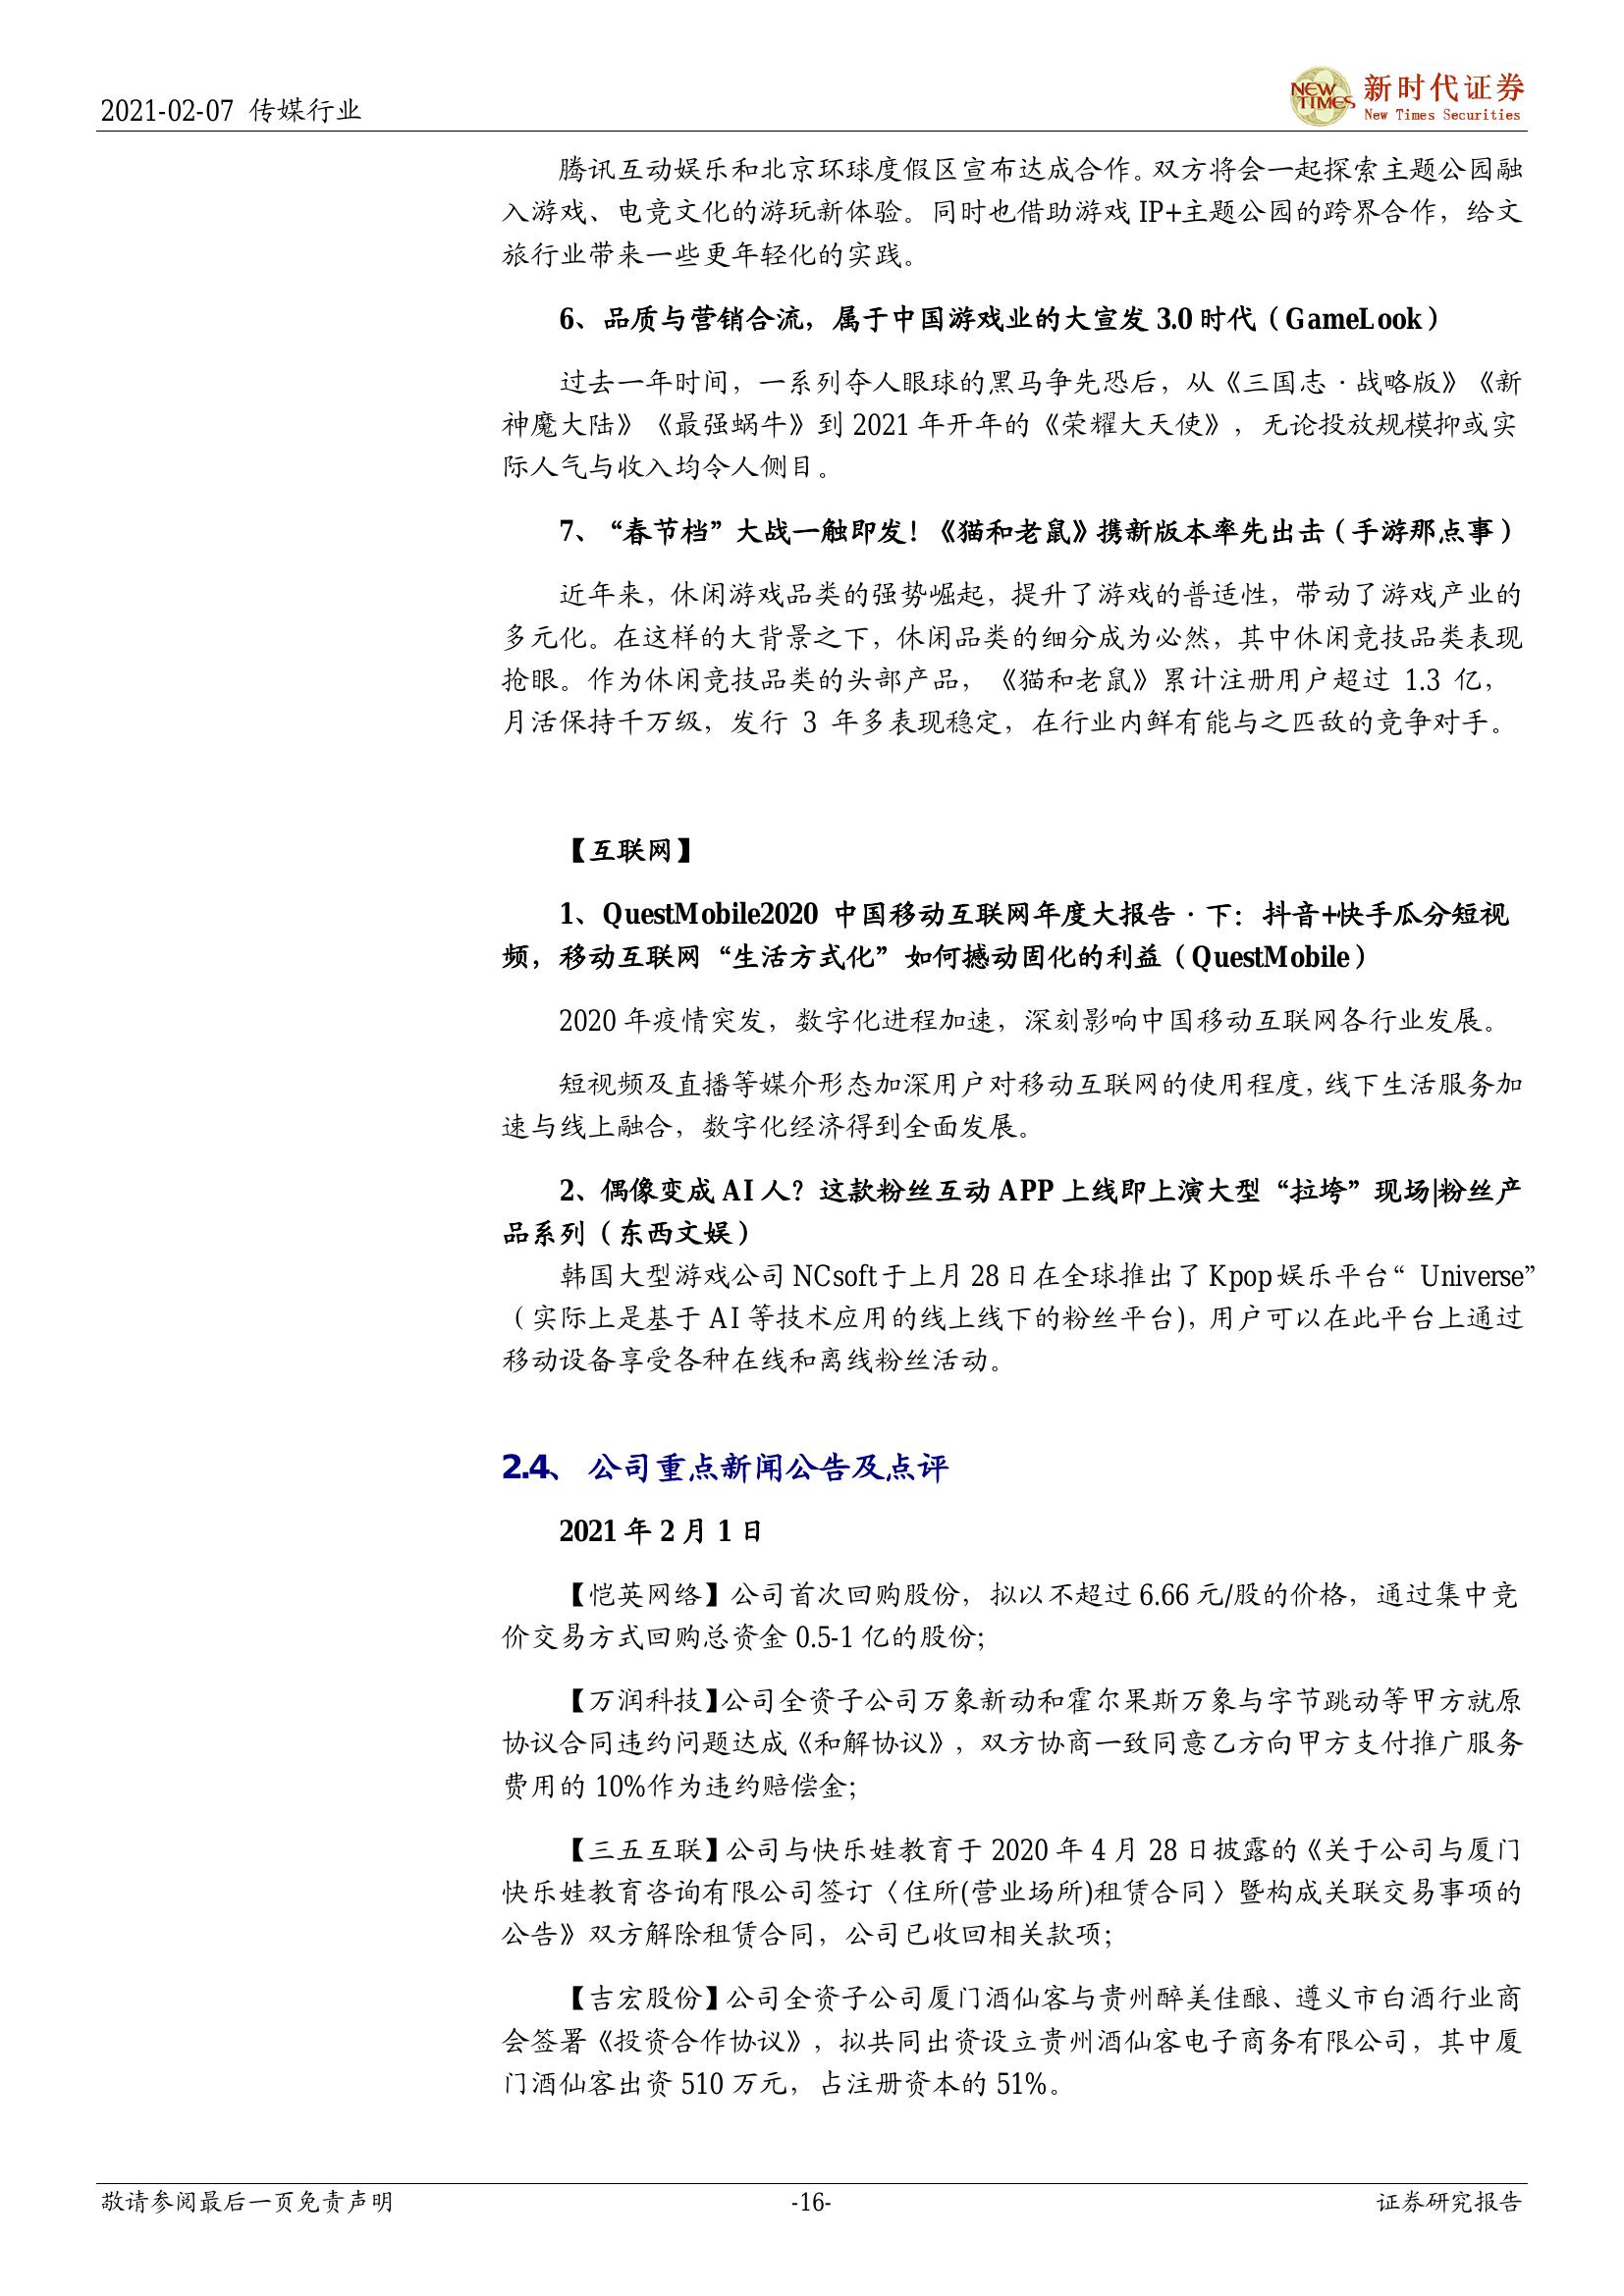 2021-02-07 传媒行业
NEW TIMES 新时代证券
New Times Securities
腾讯互动娱乐和北京环球度假区宣布达成合作。双方将会一起探索主题公园融
入游戏、电竞文化的游玩新体验。同时也借助游戏 IP+主题公园的跨界合作，给文
旅行业带来一些更年轻化的实践。
6、品质与营销合流，属于中国游戏业的大宣发 3.0 时代（GameLook）
过去一年时间，一系列夺人眼球的黑马争先恐后，从《三国志·战略版》《新
神魔大陆》《最强蜗牛》到 2021 年开年的《荣耀大天使》，无论投放规模抑或实
际人气与收入均令人侧目。
7、“春节档”大战一触即发！《猫和老鼠》携新版本率先出击（手游那点事）
近年来，休闲游戏品类的强势崛起，提升了游戏的普适性，带动了游戏产业的
多元化。在这样的大背景之下，休闲品类的细分成为必然，其中休闲竞技品类表现
抢眼。作为休闲竞技品类的头部产品，《猫和老鼠》累计注册用户超过 1.3 亿，
月活保持千万级，发行 3 年多表现稳定，在行业内鲜有能与之匹敌的竞争对手。
【互联网】
1、QuestMobile2020 中国移动互联网年度大报告·下：抖音+快手瓜分短视
频，移动互联网“生活方式化”如何撼动固化的利益（QuestMobile）
2020 年疫情突发，数字化进程加速，深刻影响中国移动互联网各行业发展。
短视频及直播等媒介形态加深用户对移动互联网的使用程度，线下生活服务加
速与线上融合，数字化经济得到全面发展。
2、偶像变成 AI 人？这款粉丝互动 APP 上线即上演大型“拉垮”现场|粉丝产
品系列（东西文娱）
韩国大型游戏公司 NCsoft 于上月 28 日在全球推出了 Kpop 娱乐平台“ Universe”
（实际上是基于 AI 等技术应用的线上线下的粉丝平台)，用户可以在此平台上通过
移动设备享受各种在线和离线粉丝活动。
2.4、 公司重点新闻公告及点评
2021 年 2 月 1 日
【恺英网络】公司首次回购股份，拟以不超过 6.66 元/股的价格，通过集中竞
价交易方式回购总资金 0.5-1 亿的股份；
【万润科技】公司全资子公司万象新动和霍尔果斯万象与字节跳动等甲方就原
协议合同违约问题达成《和解协议》，双方协商一致同意乙方向甲方支付推广服务
费用的 10%作为违约赔偿金；
【三五互联】公司与快乐娃教育于 2020 年 4 月 28 日披露的《关于公司与厦门
快乐娃教育咨询有限公司签订〈住所(营业场所)租赁合同〉暨构成关联交易事项的
公告》双方解除租赁合同，公司已收回相关款项；
【吉宏股份】公司全资子公司厦门酒仙客与贵州醉美佳酿、遵义市白酒行业商
会签署《投资合作协议》，拟共同出资设立贵州酒仙客电子商务有限公司，其中厦
门酒仙客出资 510 万元，占注册资本的 51%。
敬请参阅最后一页免责声明 -16- 证券研究报告